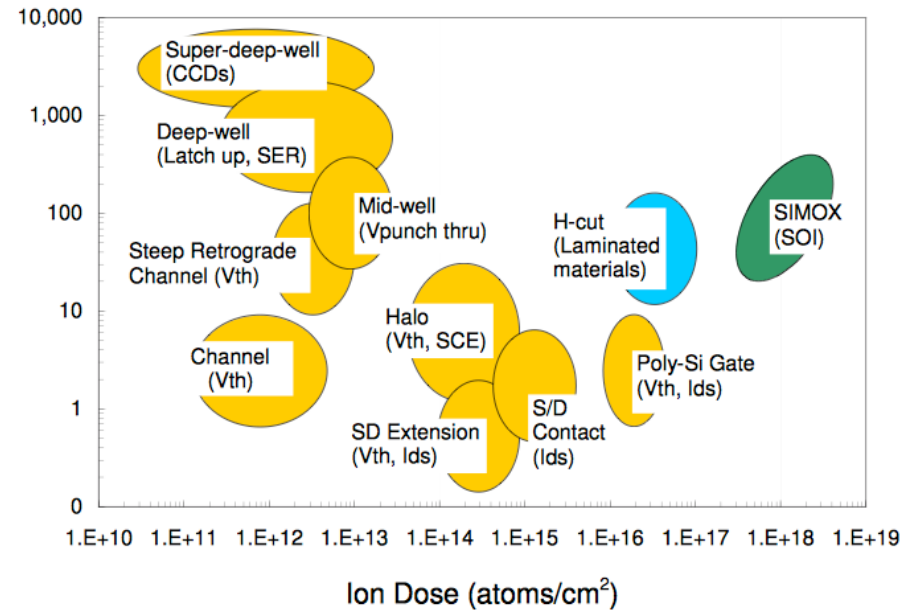 10,000
1,000
100
10
1
0
Super-deep-well
(CCDs)
Deep-well
(Latch up, SER)
Mid-well
(Vpunch thru)
Steep Retrograde
Channel (Vth)
H-cut
(Laminated
materials)
SIMOX
(SOI)
Halo
(Vth, SCE)
Channel
(Vth)
Poly-Si Gate
(Vth, Ids)
S/D
Contact
(Ids)
SD Extension
(Vth, Ids)
1.E+10 1.E+11 1.E+12 1.E+13 1.E+14 1.E+15 1.E+16 1.E+17 1.E+18 1.E+19
Ion Dose (atoms/cm²)